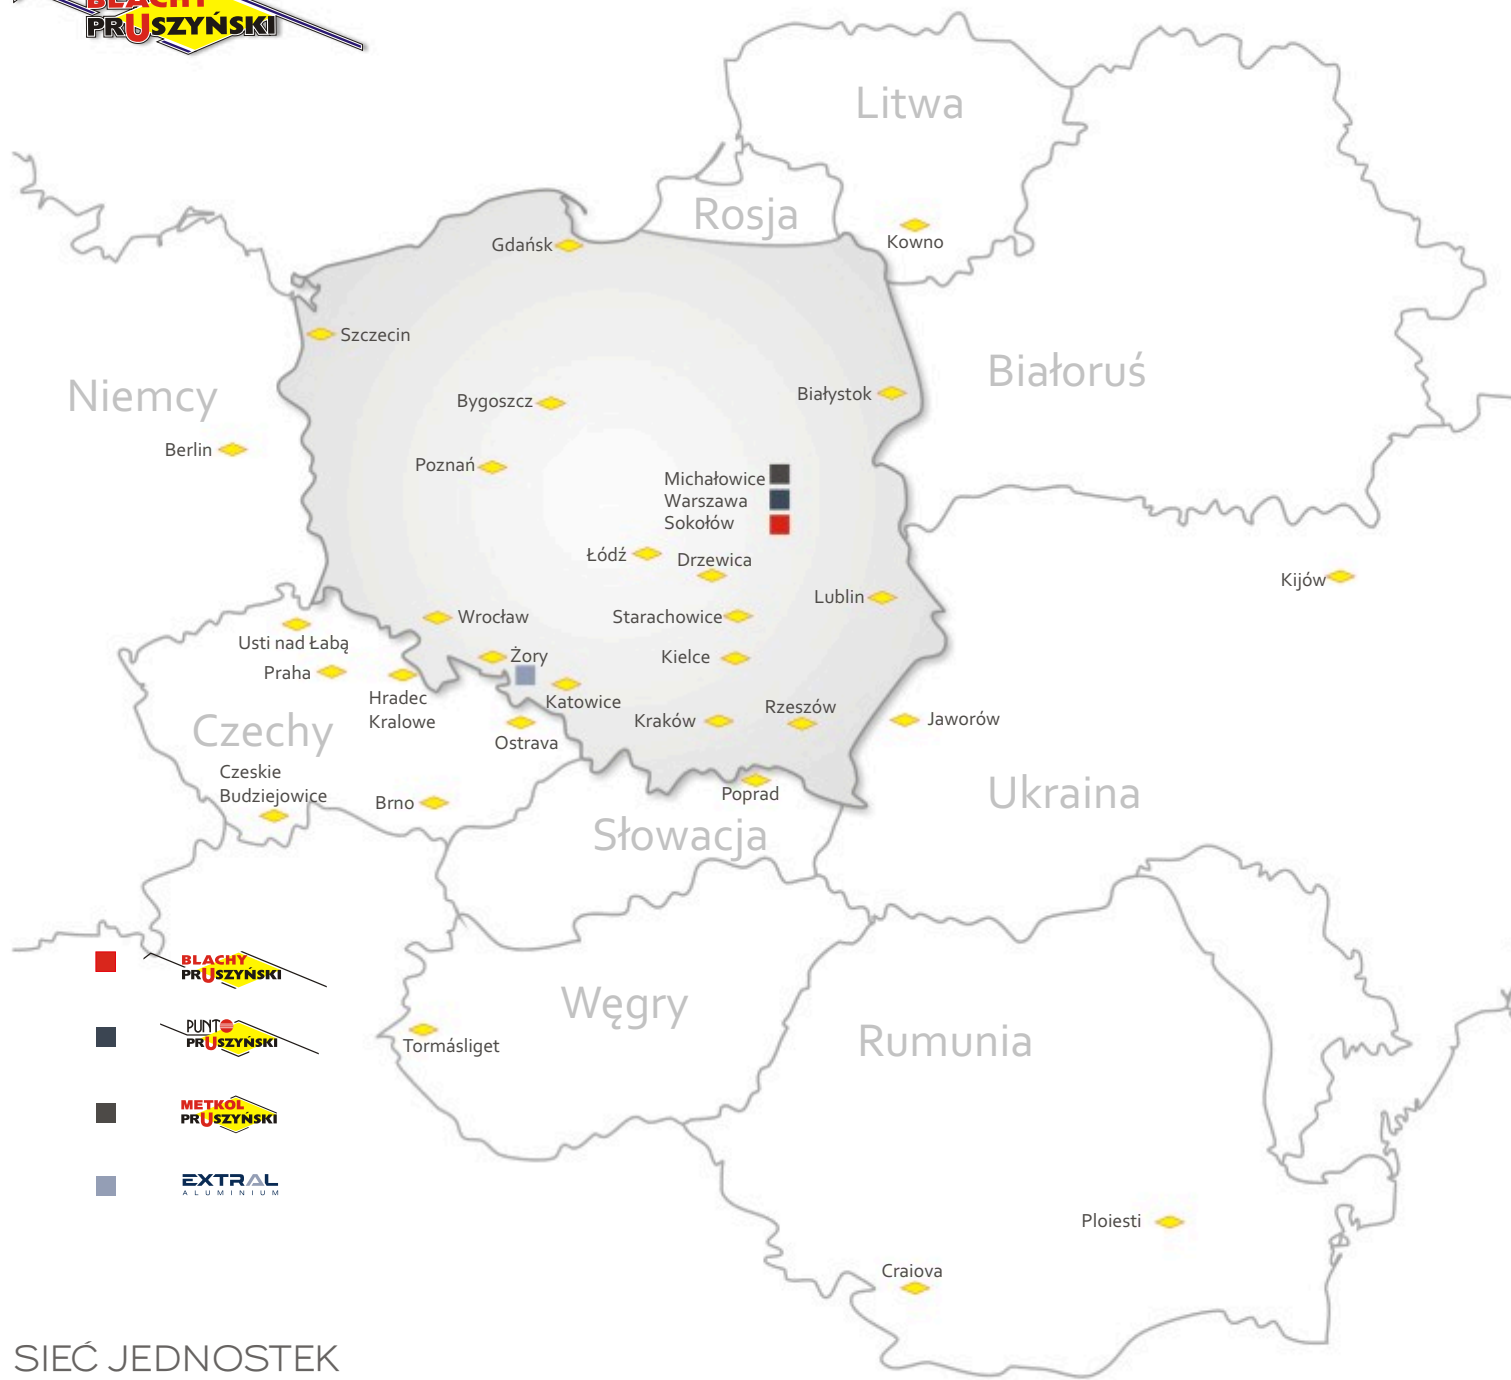 BLACHY
PRUSZYŃSKI
Litwa
Rosja
Kowno
Gdańsk
Szczecin
Białoruś
Niemcy
Bygoszcz
Białystok
Berlin
Poznań
Michałowice
Warszawa
Sokołów
Łódź
Drzewica
Kijów
Lublin
Wrocław
Starachowice
Usti nad Łabą
Żory
Kielce
Praha
Hradec
Kralowe
Katowice
Rzeszów
Kraków
Jaworów
Czechy
Ostrava
Czeskie
Budziejowice
Brno
Poprad
Ukraina
Słowacja
BLACHY
PRUSZYŃSKI
Węgry
PUNTO
PRUSZYŃSKI
Tormásliget
Rumunia
METKOL
PRUSZYŃSKI
EXTRAL
ALUMINIUM
Ploiesti
Craiova
SIEĆ JEDNOSTEK